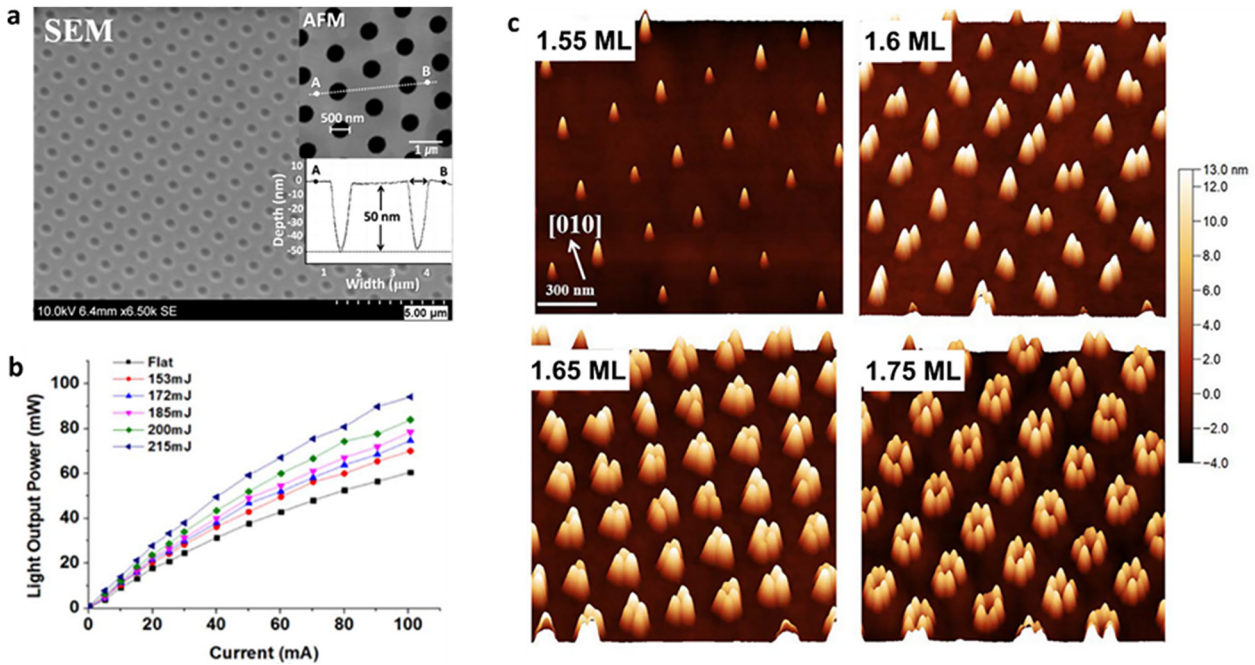 a
SEM
AFM
A
B
500 nm
1 μm
10
0
-10
-20
-30
-40
-50
Depth (nm)
A
B
50 nm
1 2 3 4
Width (μm)
10.0kV 6.4mm x6.50k SE
5.00 μm
b
Flat
153mJ
172mJ
185mJ
200mJ
215mJ
100
80
60
40
20
0
Light Output Power (mW)
0 20 40 60 80 100
Current (mA)
c
1.55 ML
[010]
300 nm
1.6 ML
1.65 ML
1.75 ML
13.0 nm
12.0
10.0
8.0
6.0
4.0
2.0
0.0
−2.0
−4.0